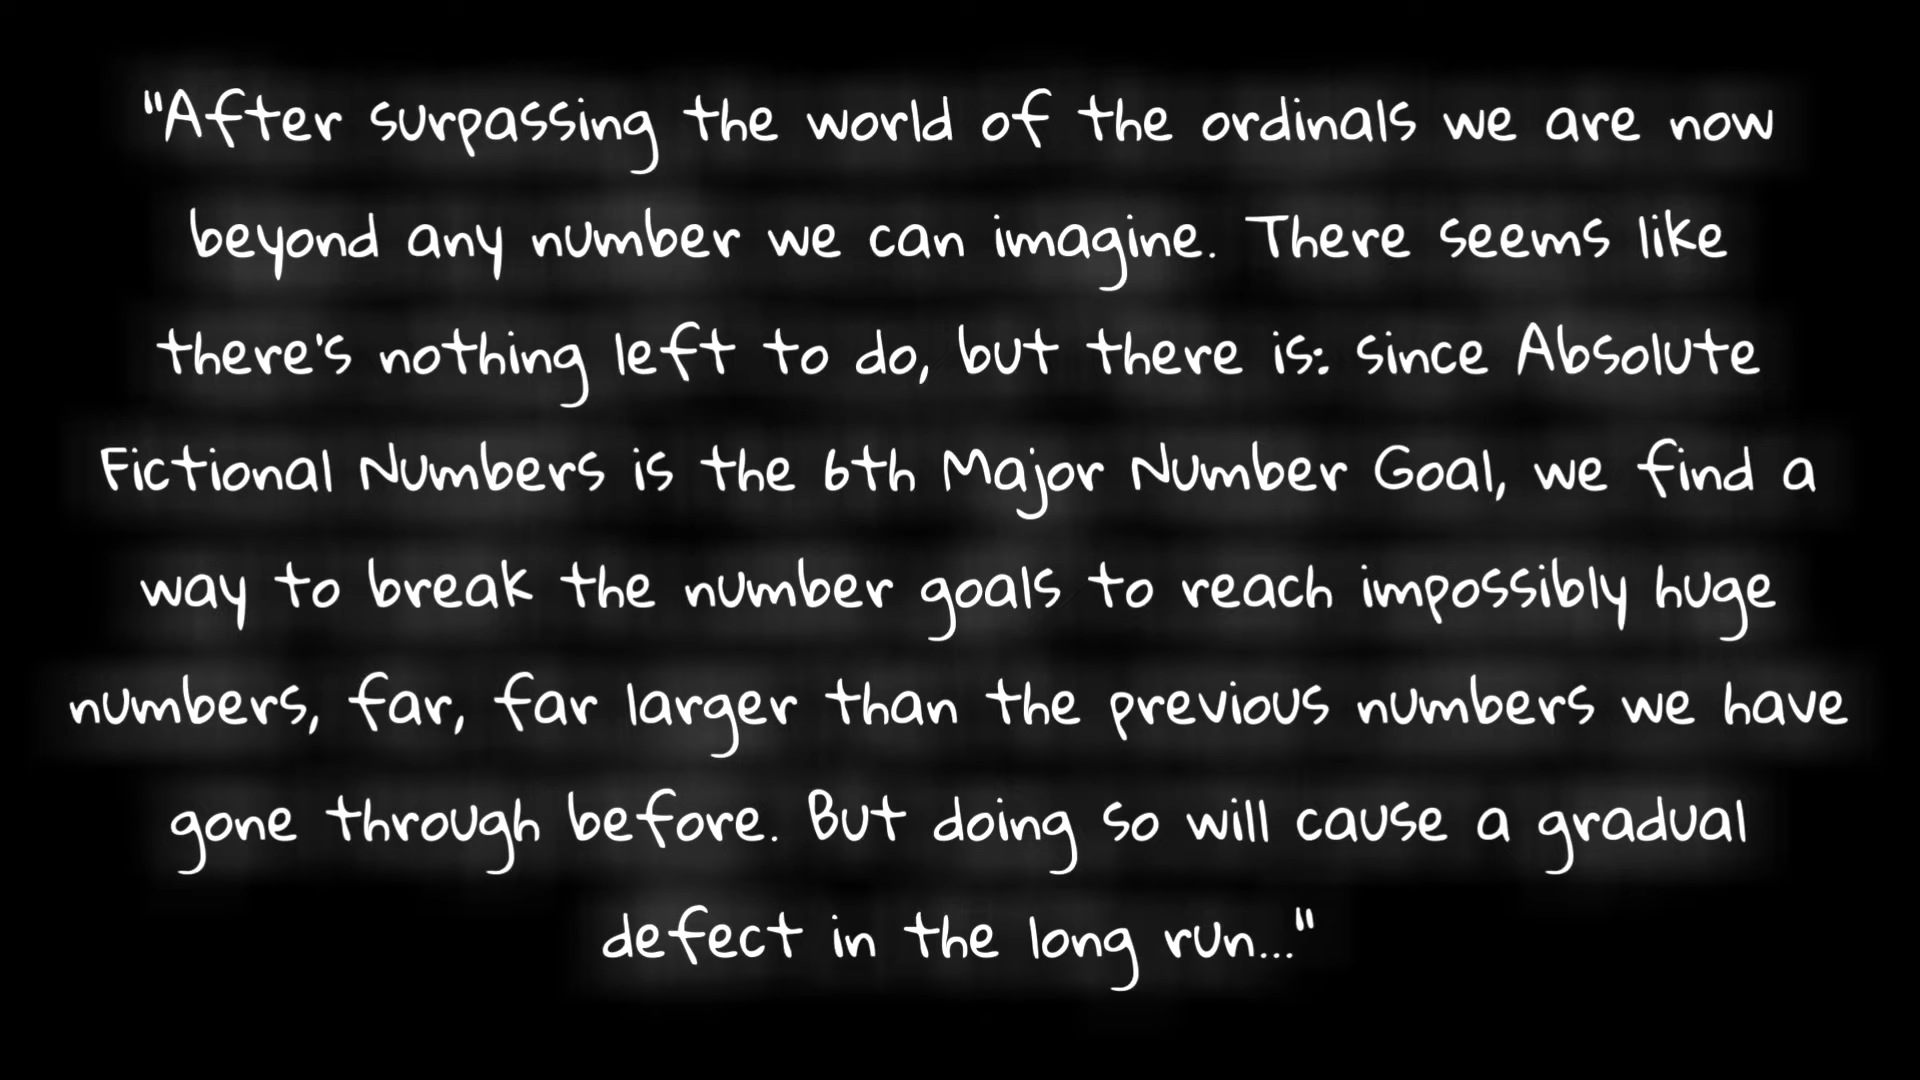 "After surpassing the world of the ordinals we are now
beyond any number we can imagine. There seems like
there's nothing left to do, but there is: since Absolute
Fictional Numbers is the 6th Major Number Goal, we find a
way to break the number goals to reach impossibly huge
numbers, far, far larger than the previous numbers we have
gone through before. But doing so will cause a gradual
defect in the long run..."